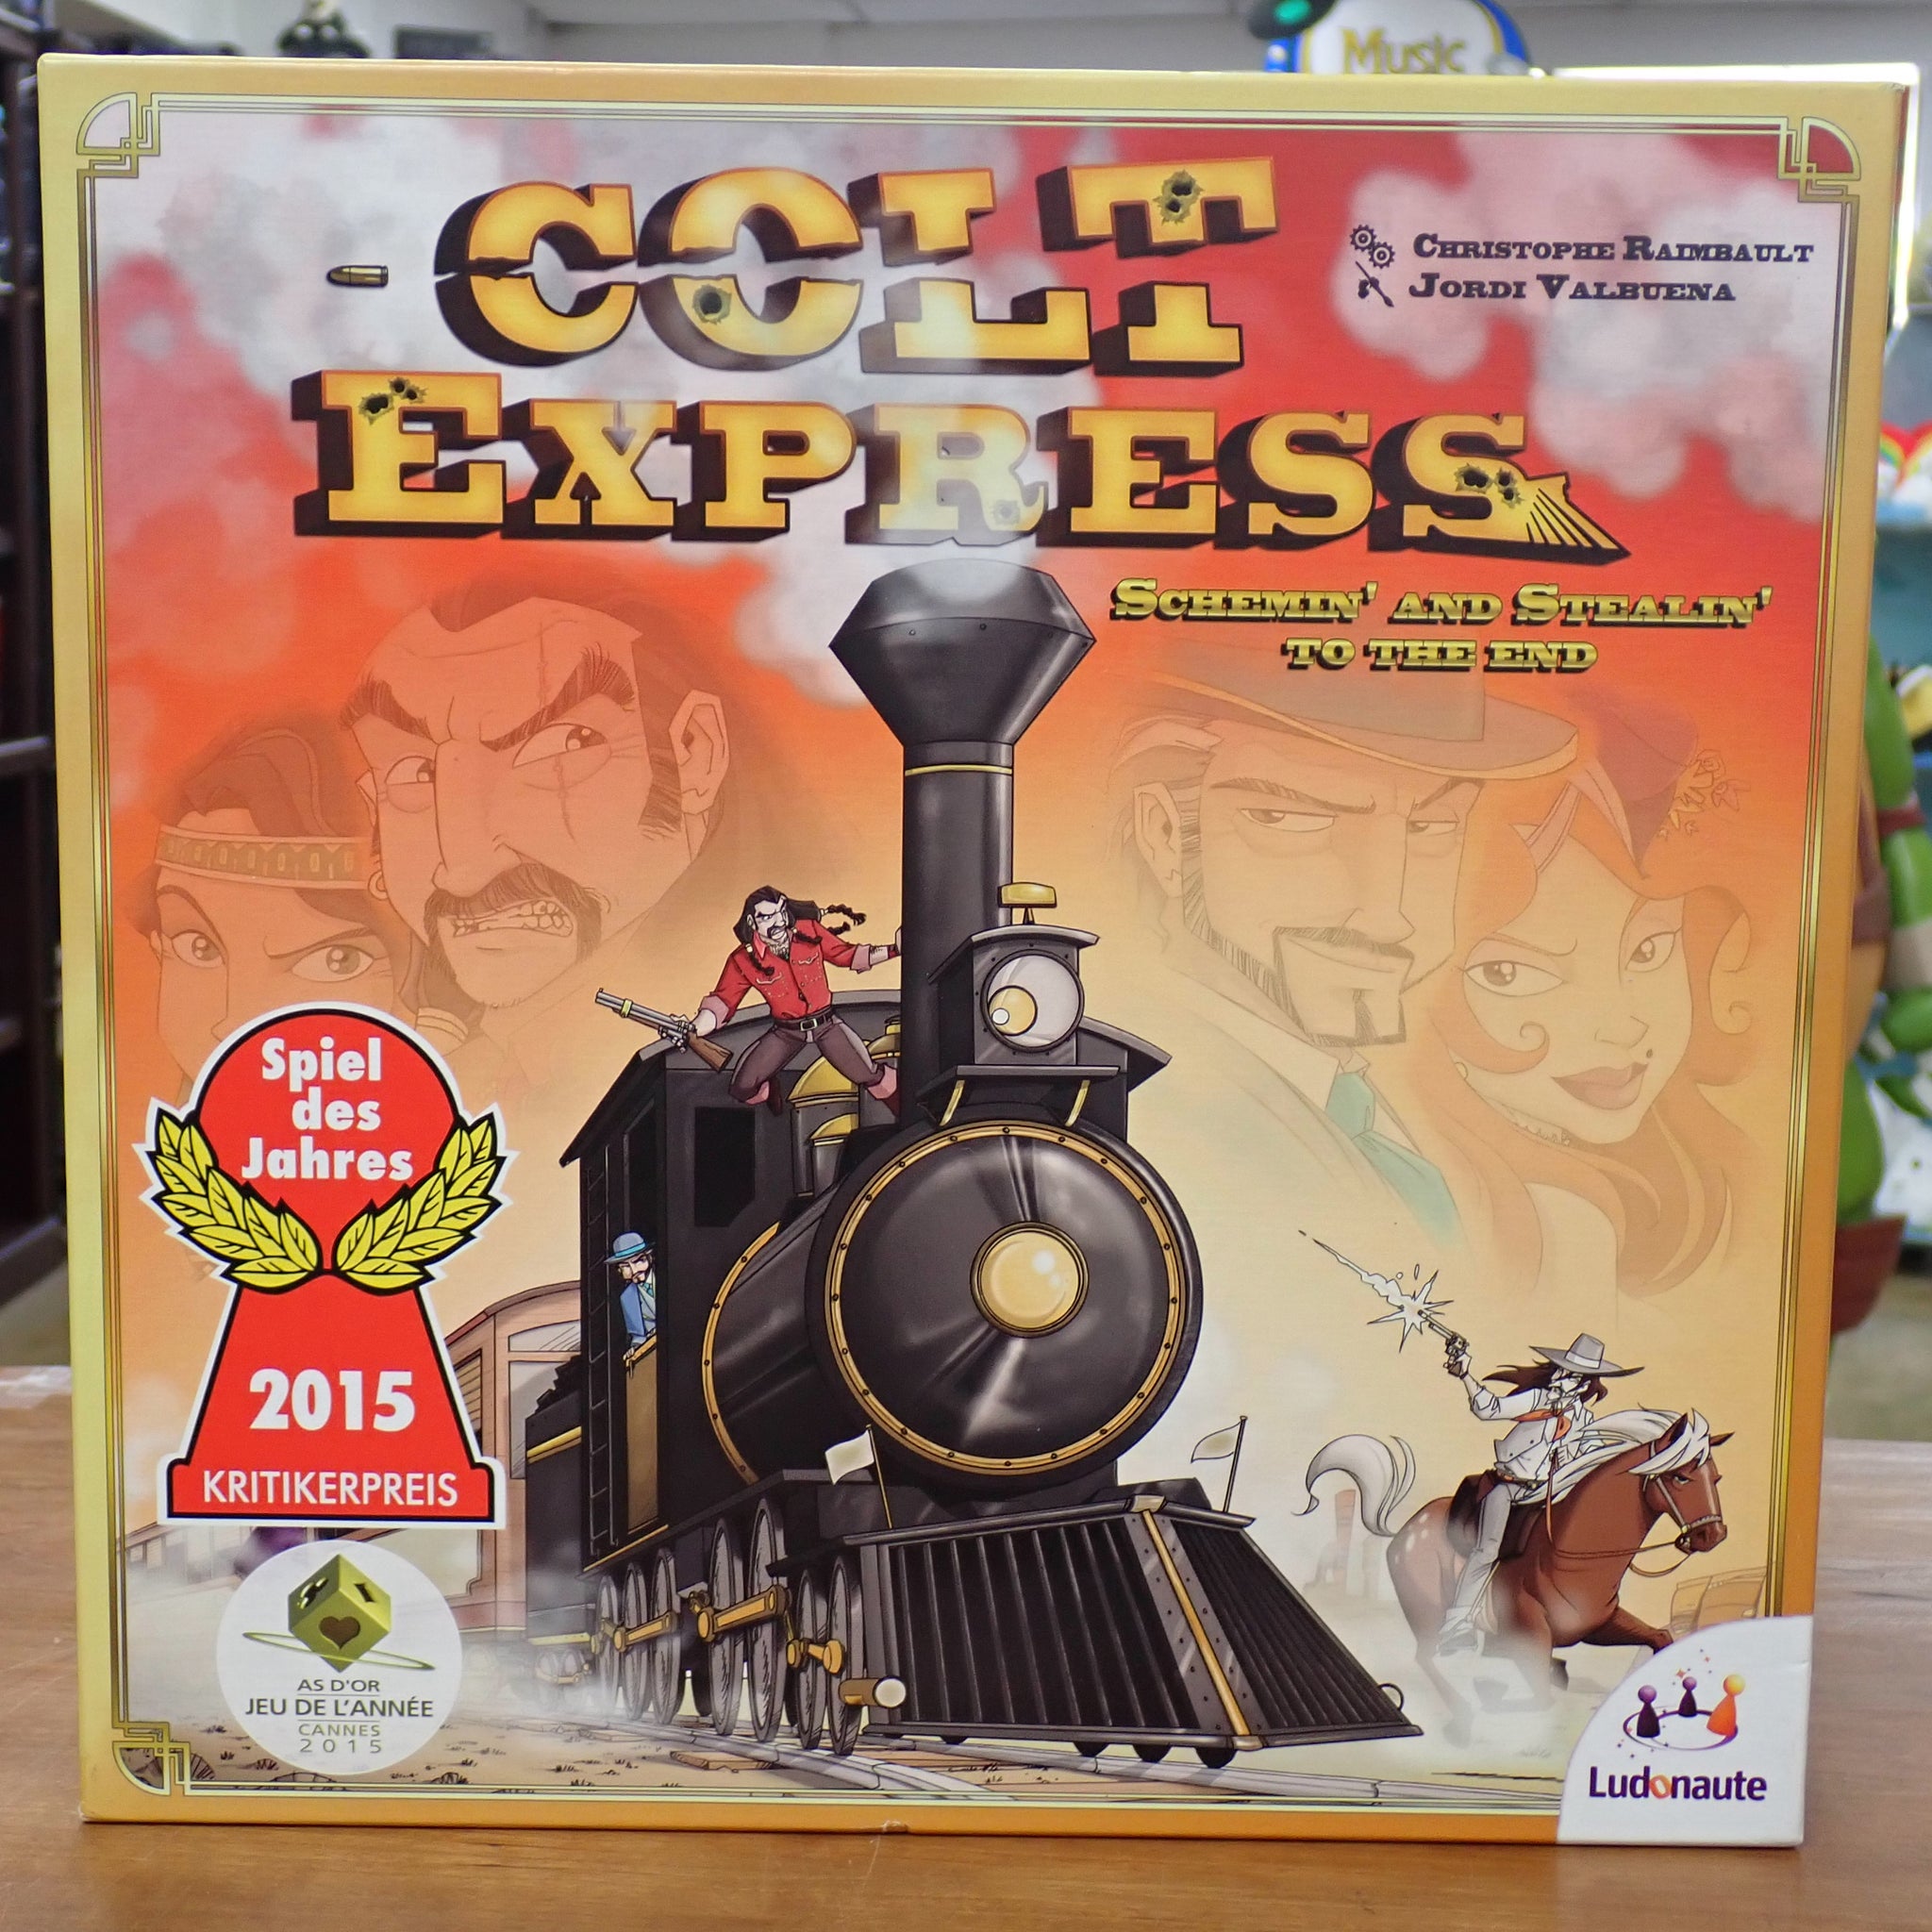 Music
COLT
EXPRESS
CHRISTOPHE RAIMBAULT
JORDI VALBUENA
SCHEMIN' AND STEALIN'
TO THE END
Spiel
des
Jahres
2015
KRITIKERPREIS
AS D'OR
JEU DE L'ANNÉE
CANNES
2015
Ludonaute